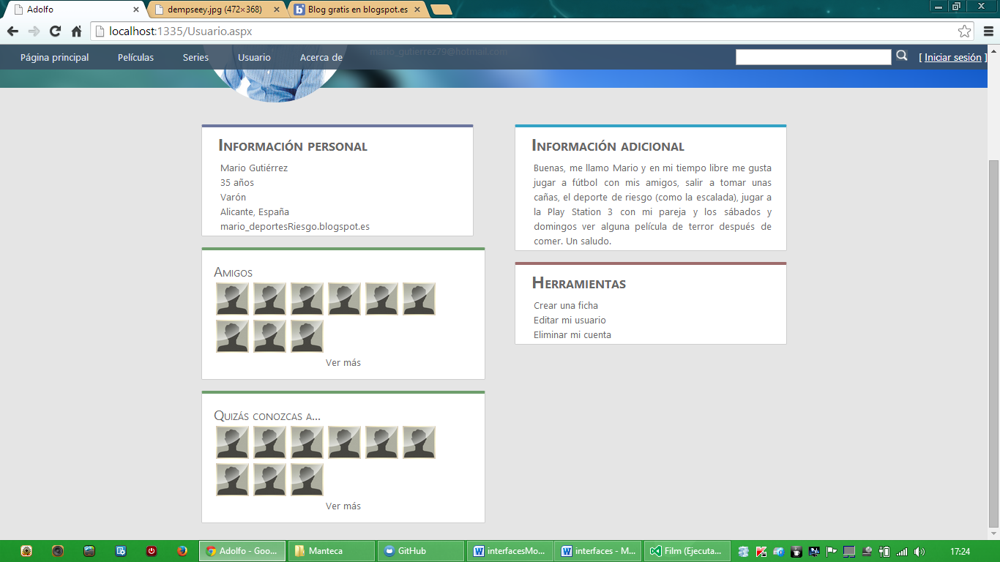 Adolfo
dempseey.jpg (472×368)
Blog gratis en blogspot.es
localhost:1335/Usuario.aspx
Página principal
Películas
Series
Usuario
Acerca de
mario_gutierrez79@hotmail.com
[ Iniciar sesión ]
Información personal
Mario Gutiérrez
35 años
Varón
Alicante, España
mario_deportesRiesgo.blogspot.es
Información adicional
Buenas, me llamo Mario y en mi tiempo libre me gusta
jugar a fútbol con mis amigos, salir a tomar unas
cañas, el deporte de riesgo (como la escalada), jugar a
la Play Station 3 con mi pareja y los sábados y
domingos ver alguna película de terror después de
comer. Un saludo.
Amigos
Ver más
Herramientas
Crear una ficha
Editar mi usuario
Eliminar mi cuenta
Quizás conozcas a...
Ver más
Adolfo - Goo...
Manteca
GitHub
interfacesMo...
interfaces - M...
Film (Ejecuta...
17:24